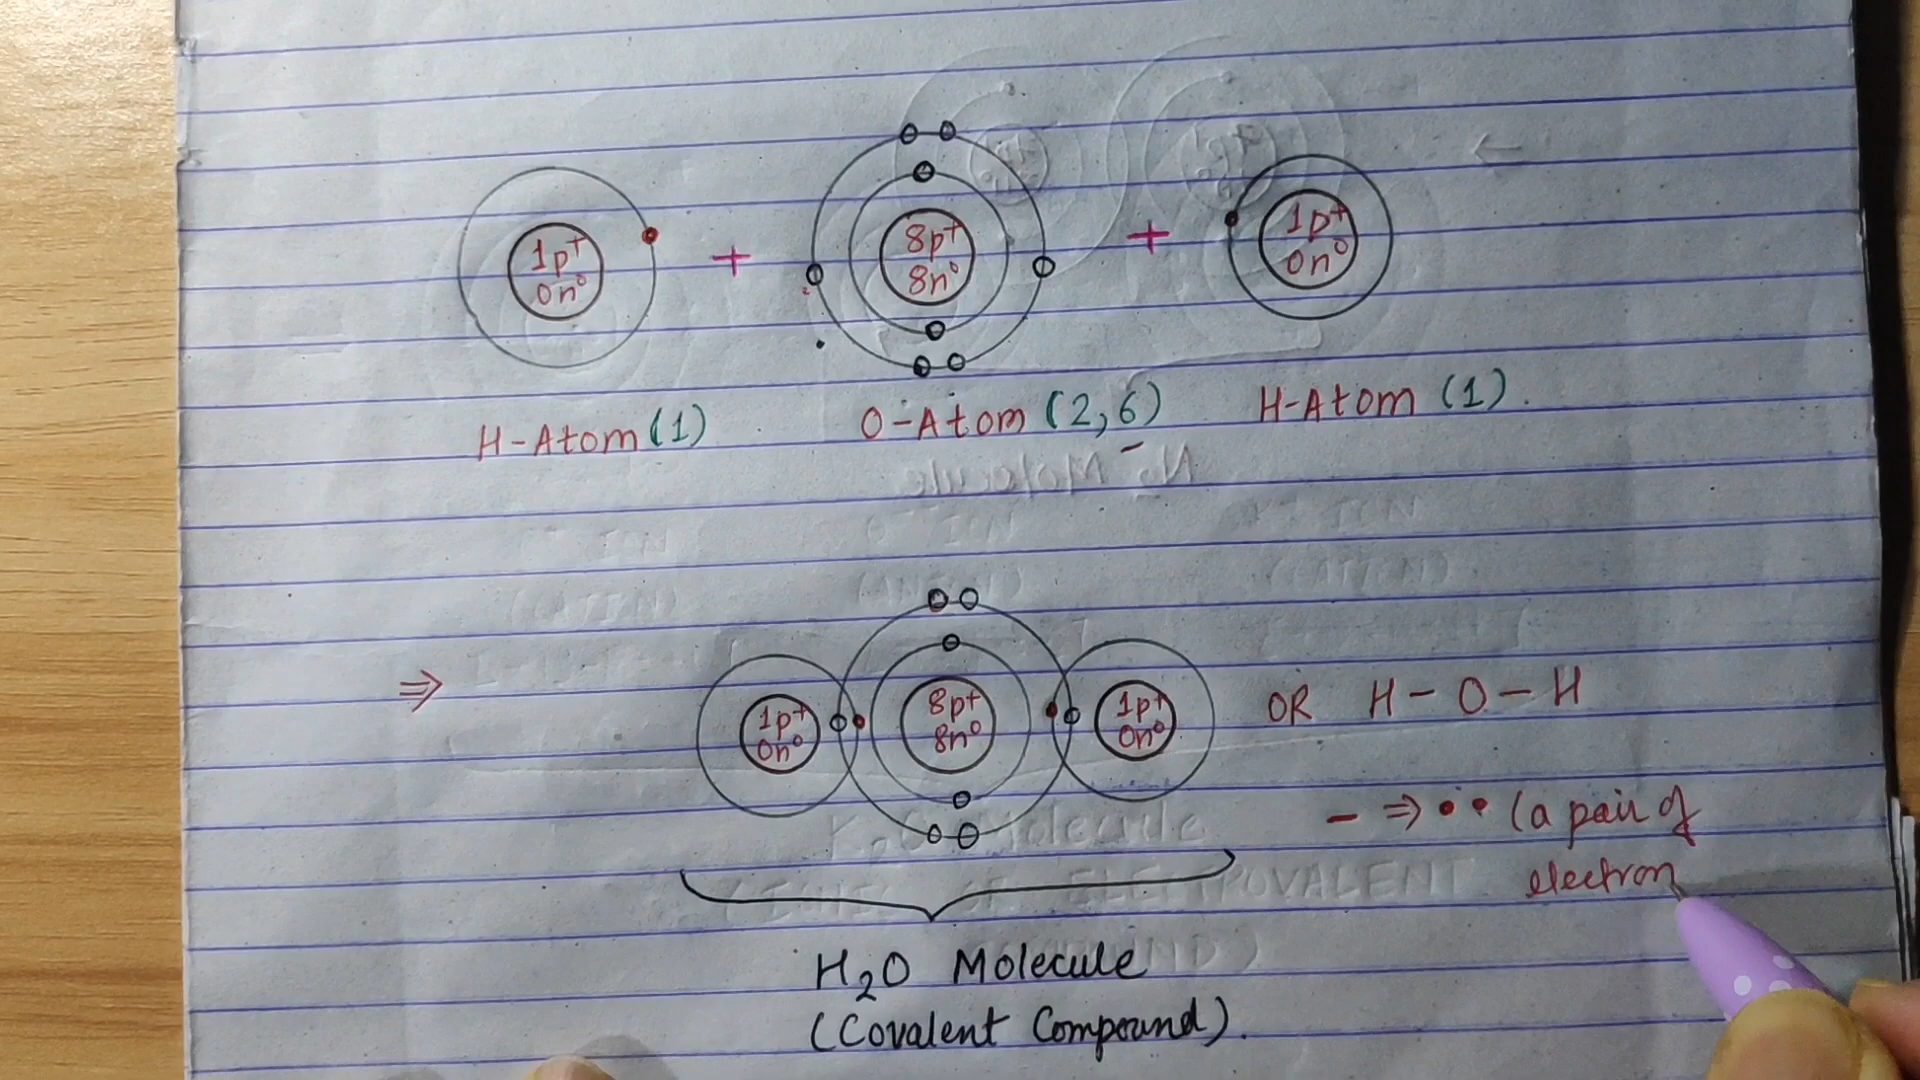 1p+ 0n⁰
+
8p+ 8n⁰
+
1p+ 0n⁰
H-Atom (1)
O-Atom (2,6)
H-Atom (1).
⇒
1p+ 0n⁰
8p+ 8n⁰
1p+ 0n⁰
OR H-O-H
- ⇒ •• (a pair of
electron
H₂O Molecule
(Covalent Compound).